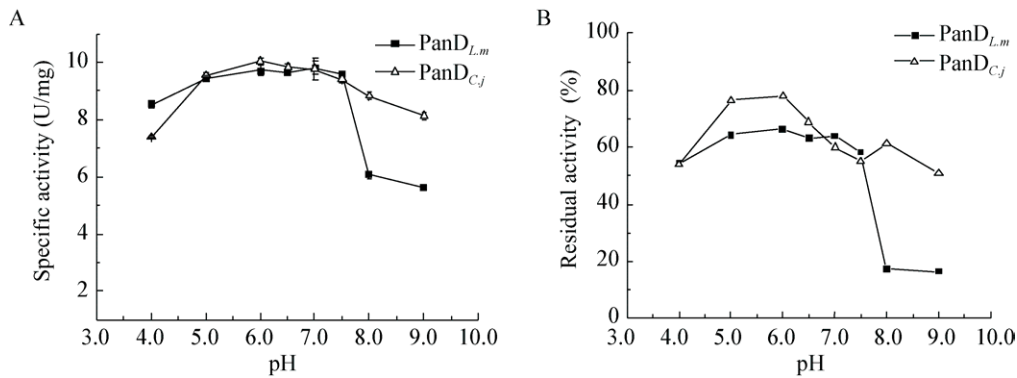 A
PanD_L.m
PanD_C.j
Specific activity (U/mg)
10
8
6
4
2
3.0 4.0 5.0 6.0 7.0 8.0 9.0 10.0
pH
B
PanD_L.m
PanD_C.j
Residual activity (%)
100
80
60
40
20
0
3.0 4.0 5.0 6.0 7.0 8.0 9.0 10.0
pH